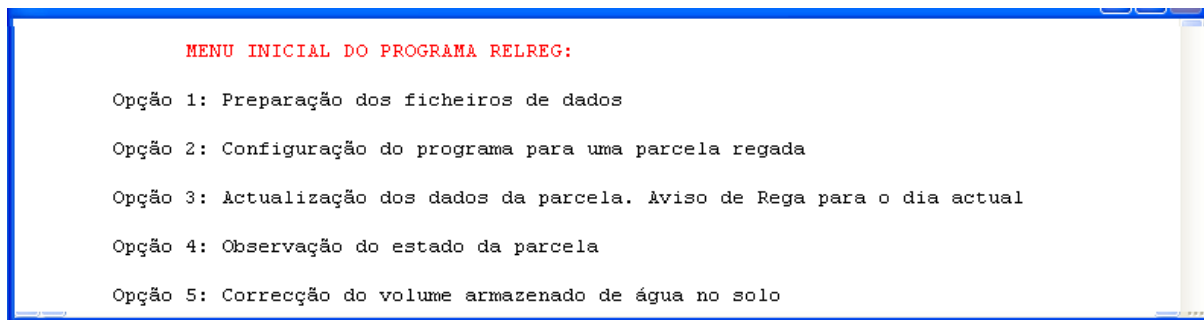 MENU INICIAL DO PROGRAMA RELREG:
Opção 1: Preparação dos ficheiros de dados
Opção 2: Configuração do programa para uma parcela regada
Opção 3: Actualização dos dados da parcela. Aviso de Rega para o dia actual
Opção 4: Observação do estado da parcela
Opção 5: Correcção do volume armazenado de água no solo